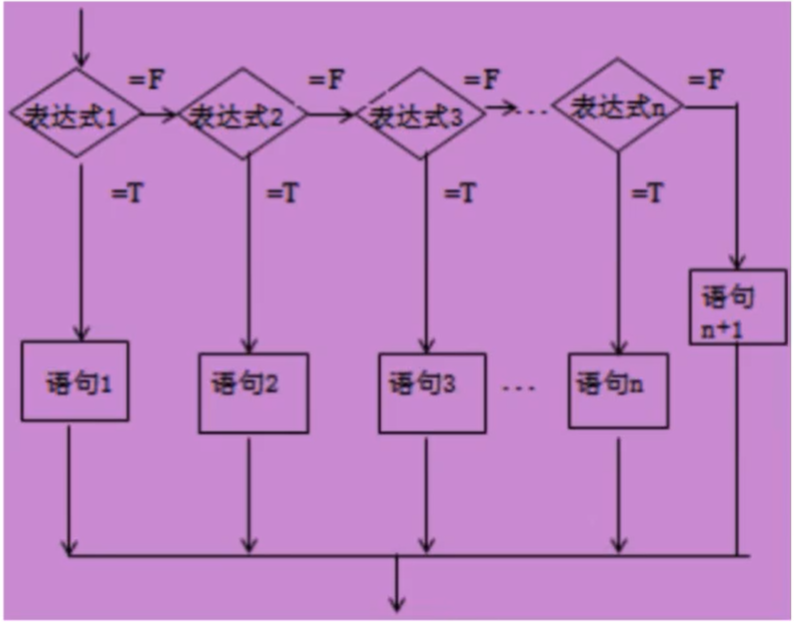 =F
=F
=F
=F
表达式1
表达式2
表达式3
...
表达式n
=T
=T
=T
=T
语句
n+1
语句1
语句2
语句3
...
语句n